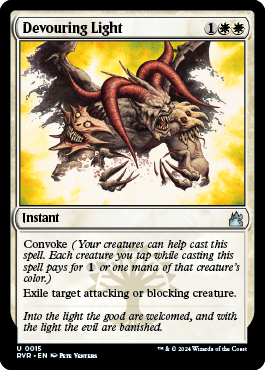 Devouring Light 1
Instant
Convoke (Your creatures can help cast this
spell. Each creature you tap while casting this
spell pays for 1 or one mana of that creature's
color.)
Exile target attacking or blocking creature.
Into the light the good are welcomed, and with
the light the evil are banished.
U 0015
RVR • EN Pete Venters
™ & © 2024 Wizards of the Coast